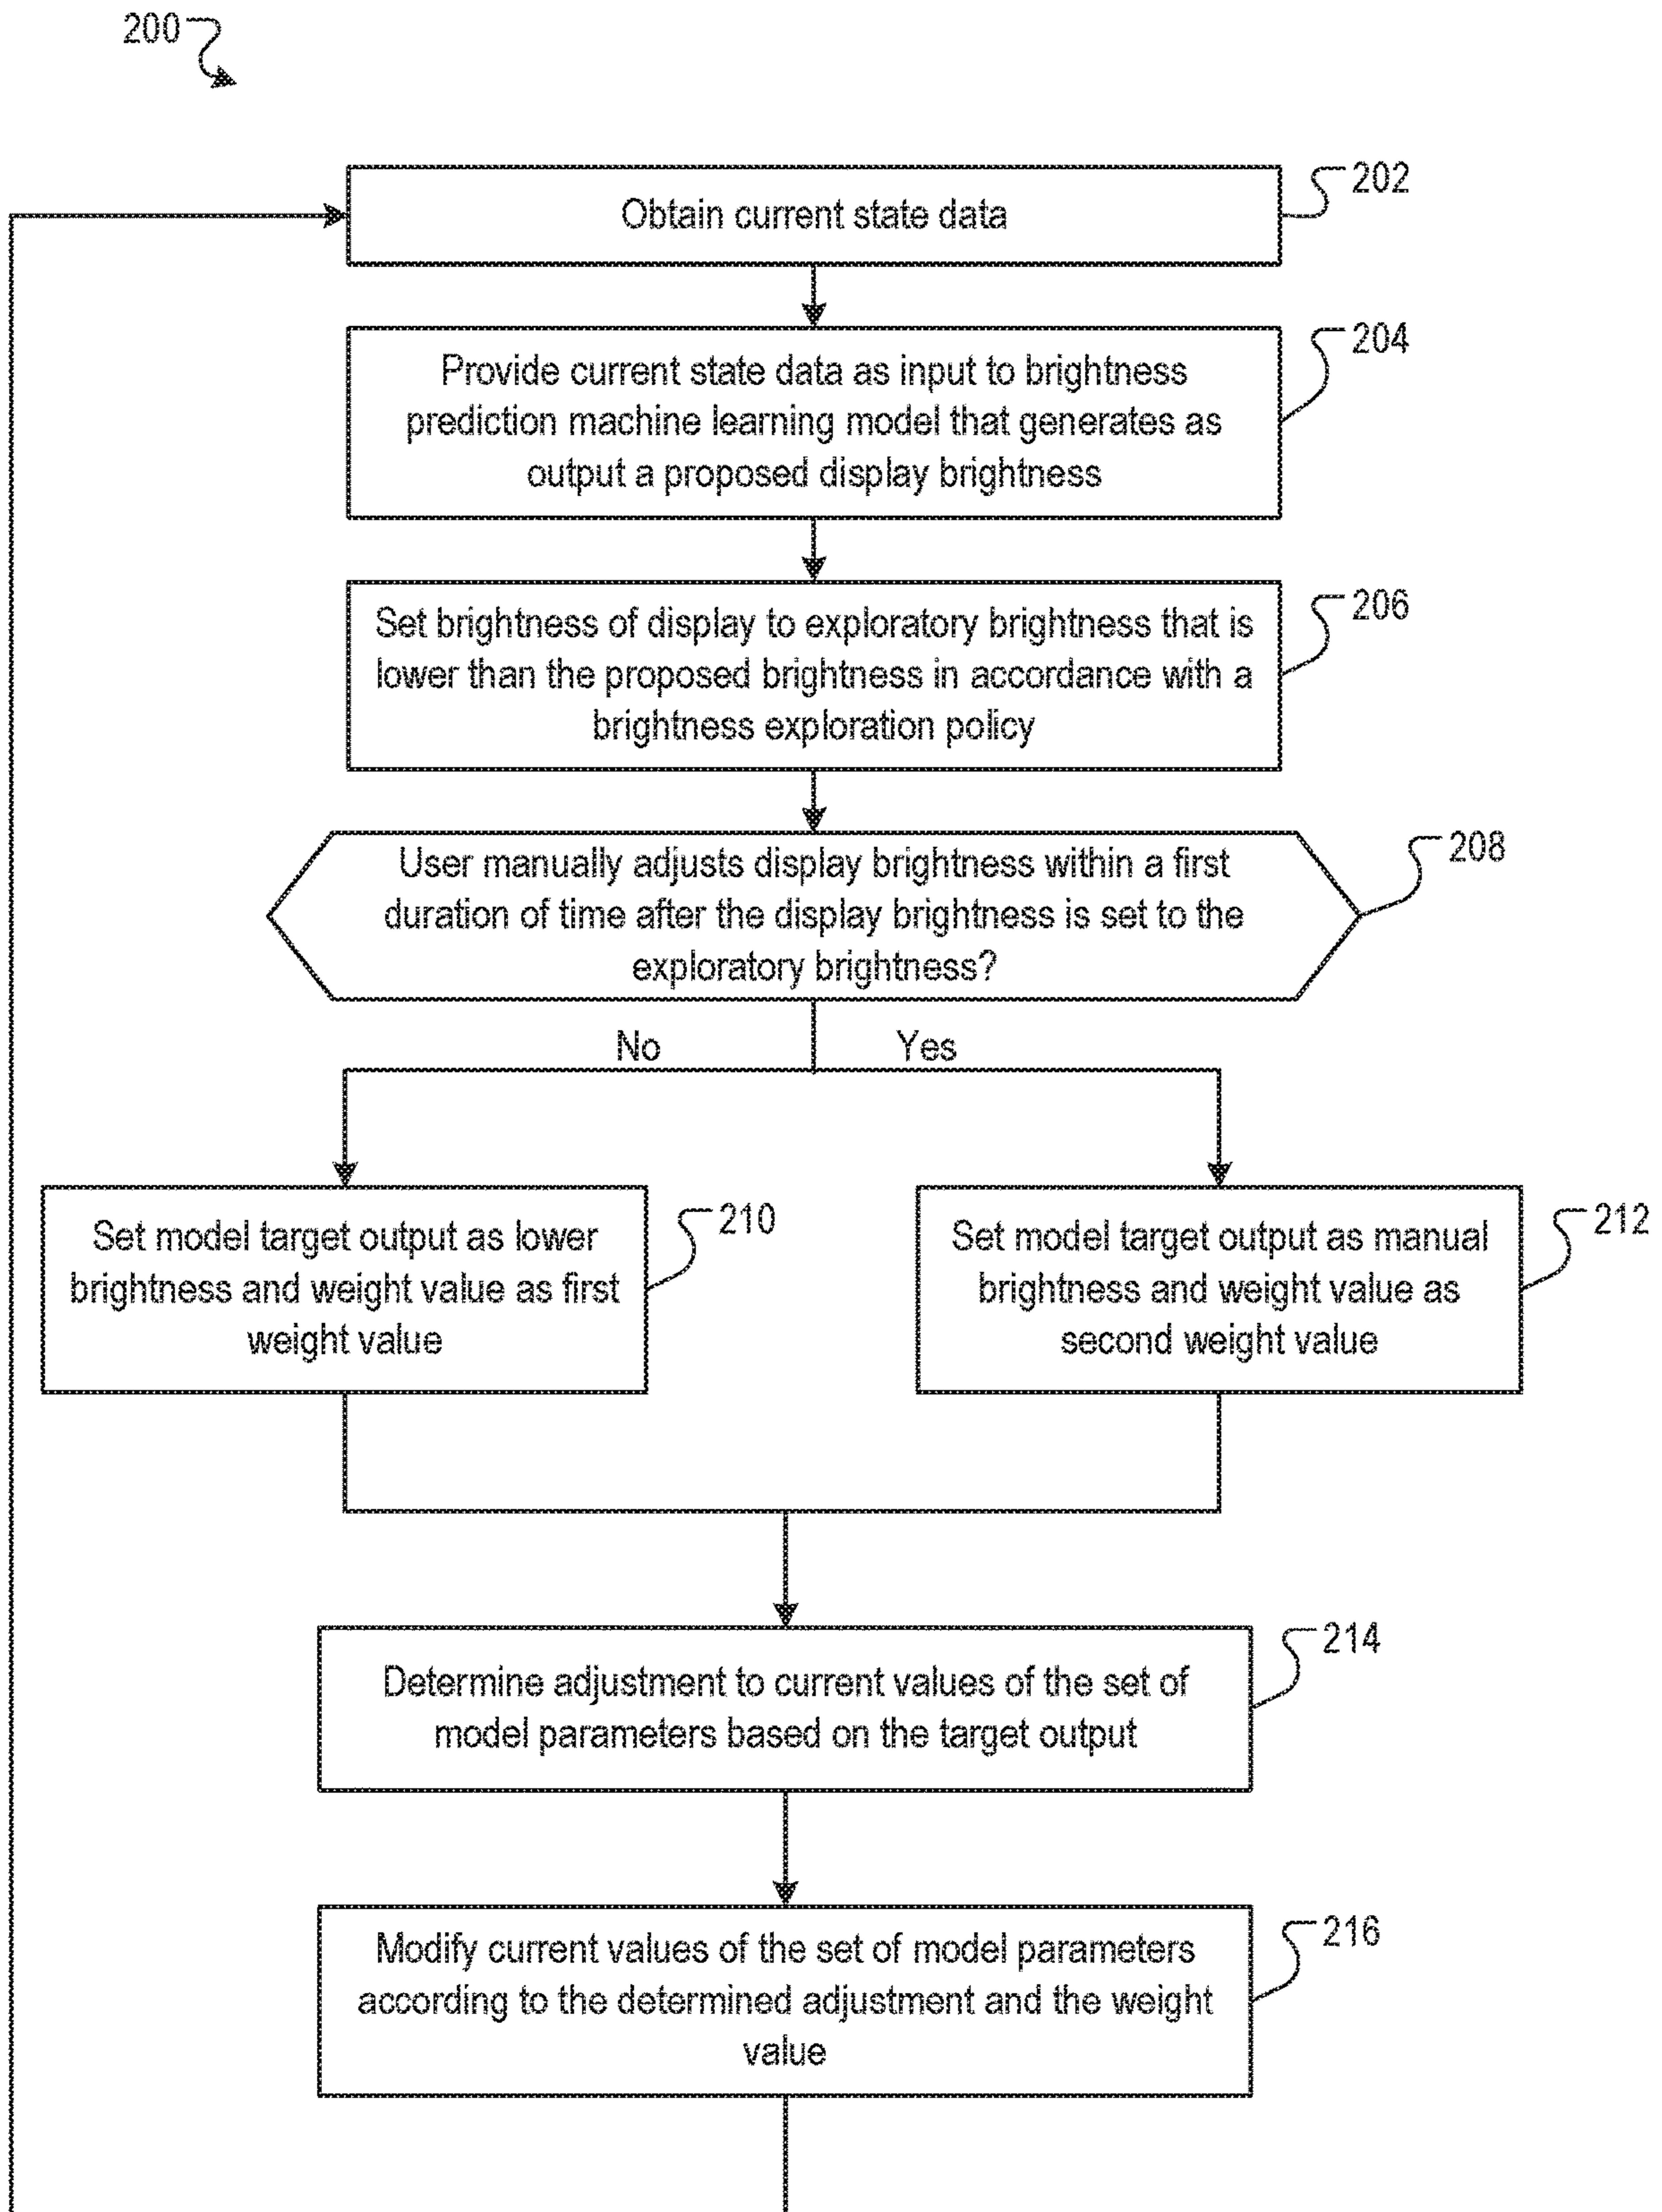 200
202
Obtain current state data
204
Provide current state data as input to brightness
prediction machine learning model that generates as
output a proposed display brightness
206
Set brightness of display to exploratory brightness that is
lower than the proposed brightness in accordance with a
brightness exploration policy
208
User manually adjusts display brightness within a first
duration of time after the display brightness is set to the
exploratory brightness?
No
Yes
210
Set model target output as lower
brightness and weight value as first
weight value
212
Set model target output as manual
brightness and weight value as
second weight value
214
Determine adjustment to current values of the set of
model parameters based on the target output
216
Modify current values of the set of model parameters
according to the determined adjustment and the weight
value